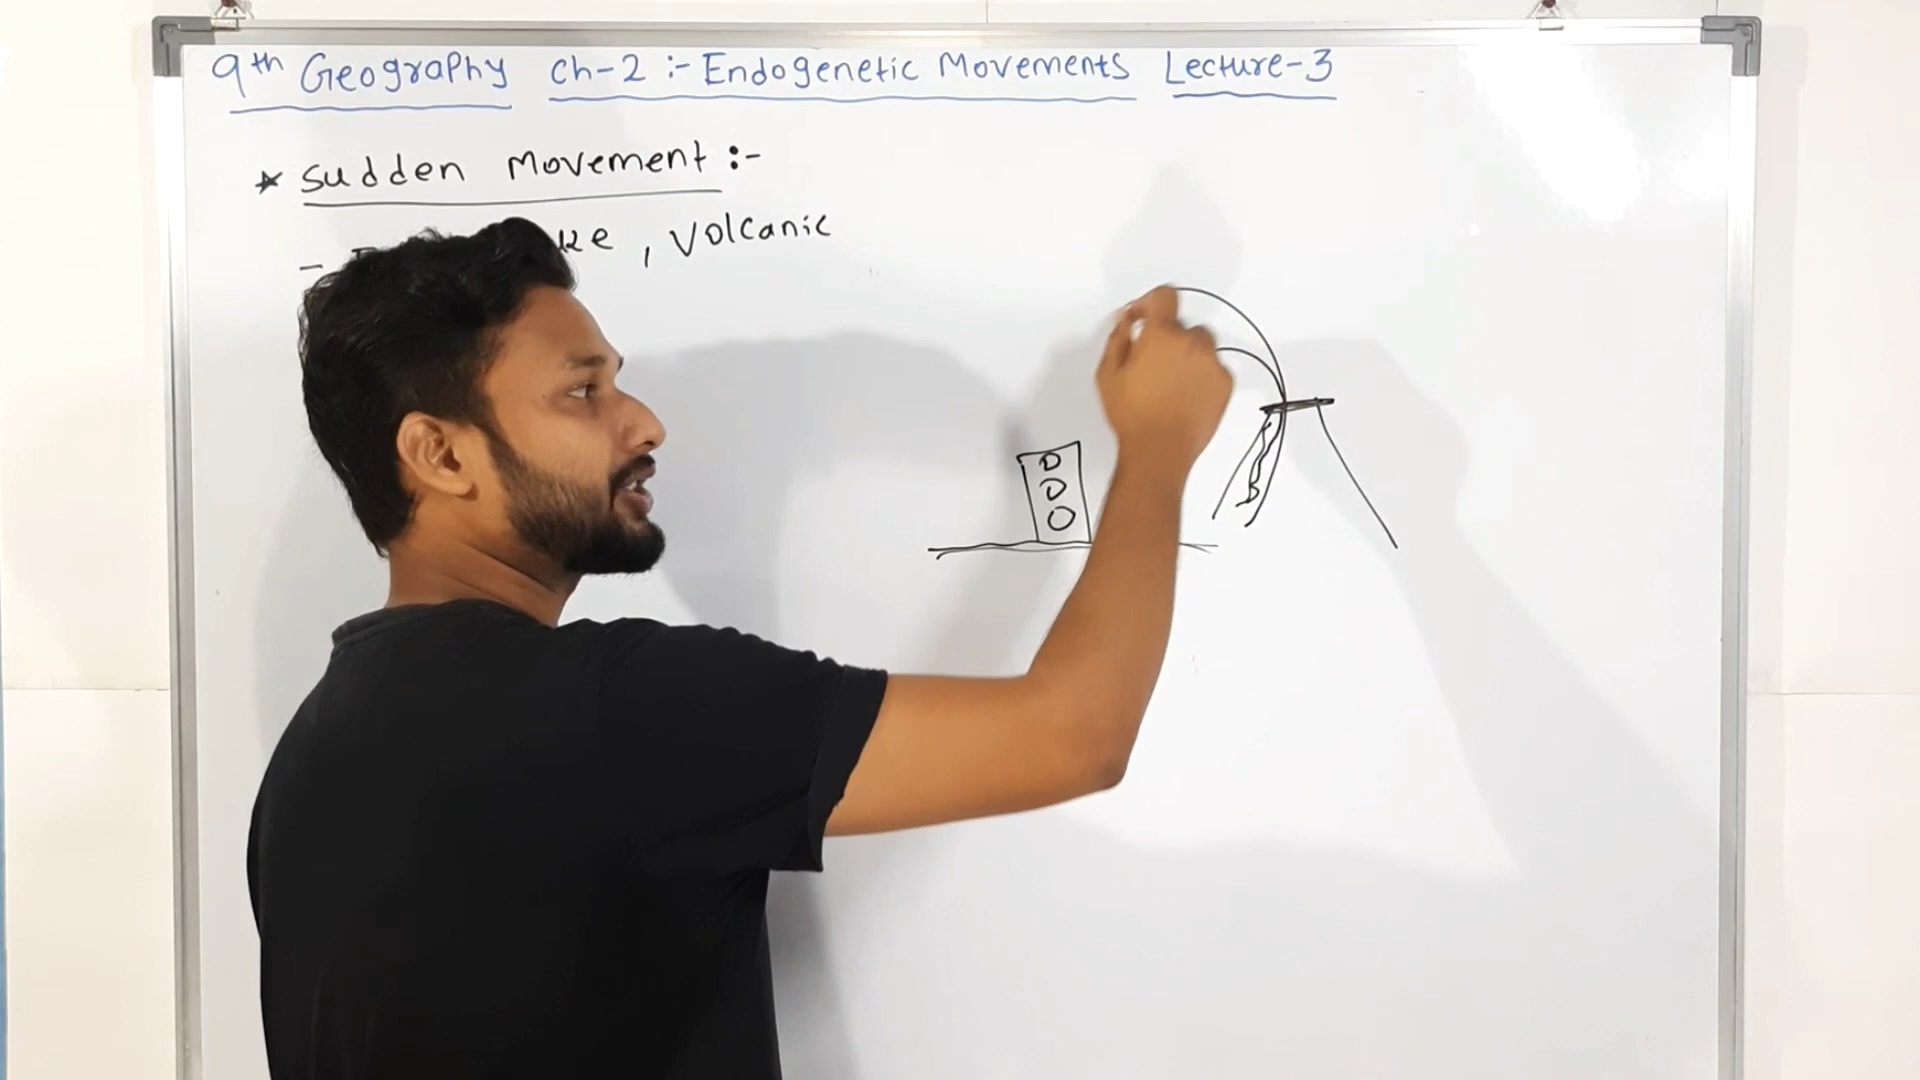 9th Geography ch-2 :- Endogenetic Movements Lecture-3
* Sudden Movement :-
- , Volcanic